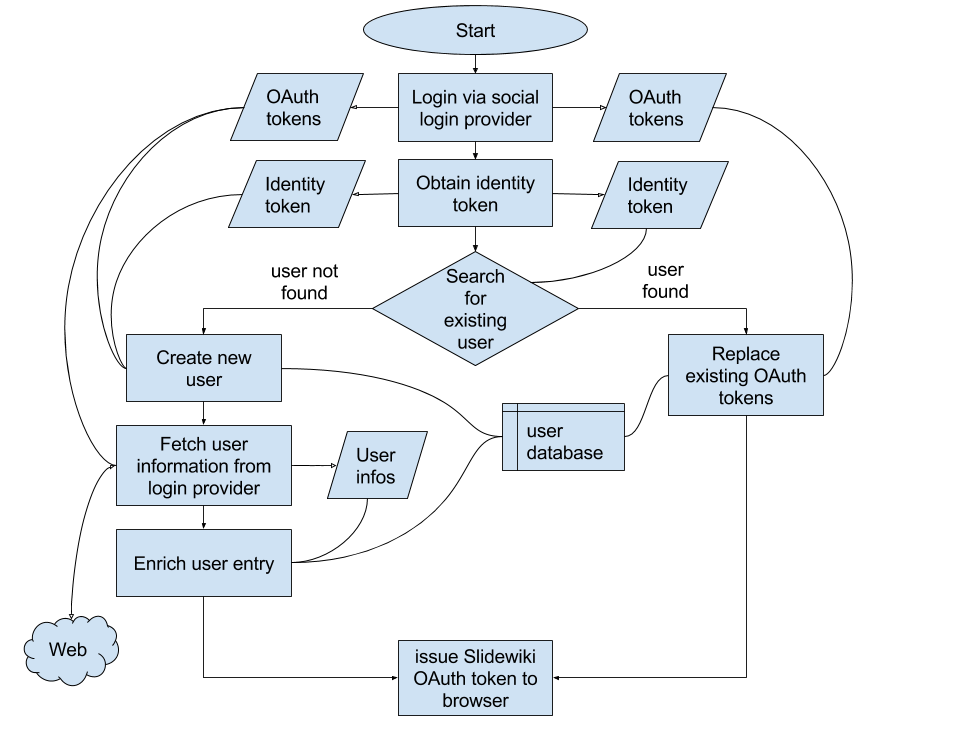 Start
OAuth
tokens
Login via social
login provider
OAuth
tokens
Identity
token
Obtain identity
token
Identity
token
user not
found
Search
for
existing
user
user
found
Create new
user
Replace
existing OAuth
tokens
Fetch user
information from
login provider
User
infos
user
database
Enrich user entry
Web
issue Slidewiki
OAuth token to
browser